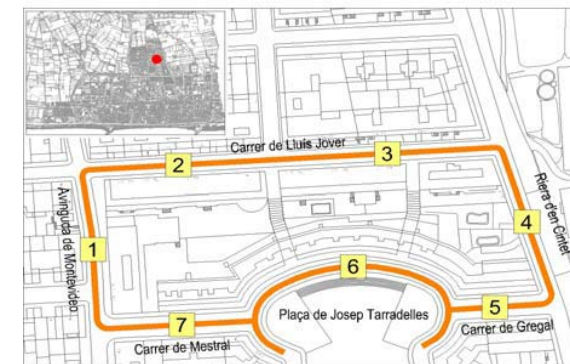 Carrer de Lluís Jover
2
3
Avinguda de Montevideo
1
Riera d'en Cintet
4
6
Plaça de Josep Tarradelles
5
7
Carrer de Gregal
Carrer de Mestral